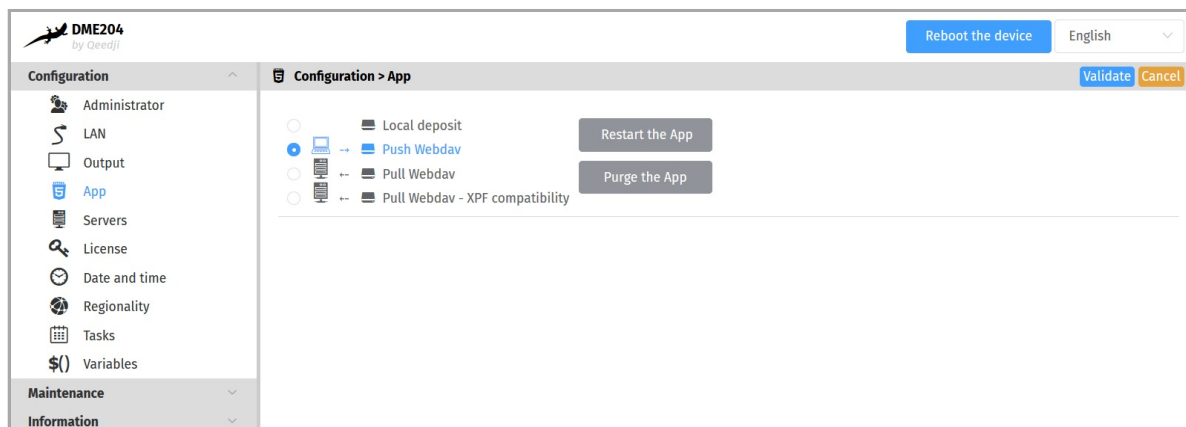 DME204
by Qeedji
Reboot the device
English
Configuration
Configuration > App
Validate
Cancel
Administrator
LAN
Output
App
Servers
License
Date and time
Regionality
Tasks
$() Variables
Maintenance
Information
Local deposit
Push Webdav
Pull Webdav
Pull Webdav - XPF compatibility
Restart the App
Purge the App